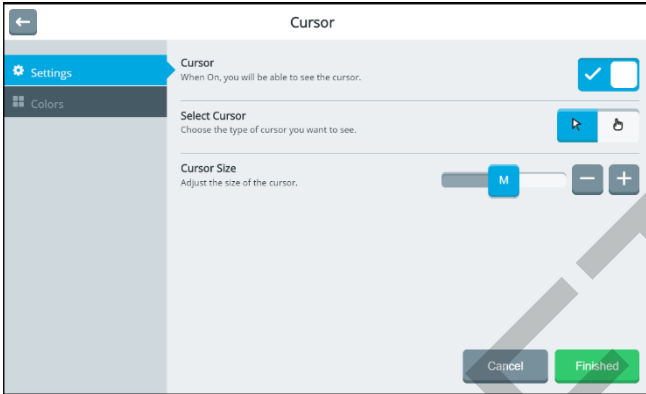 Cursor
Settings
Colors
Cursor
When On, you will be able to see the cursor.
Select Cursor
Choose the type of cursor you want to see.
Cursor Size
Adjust the size of the cursor.
M
Cancel
Finished